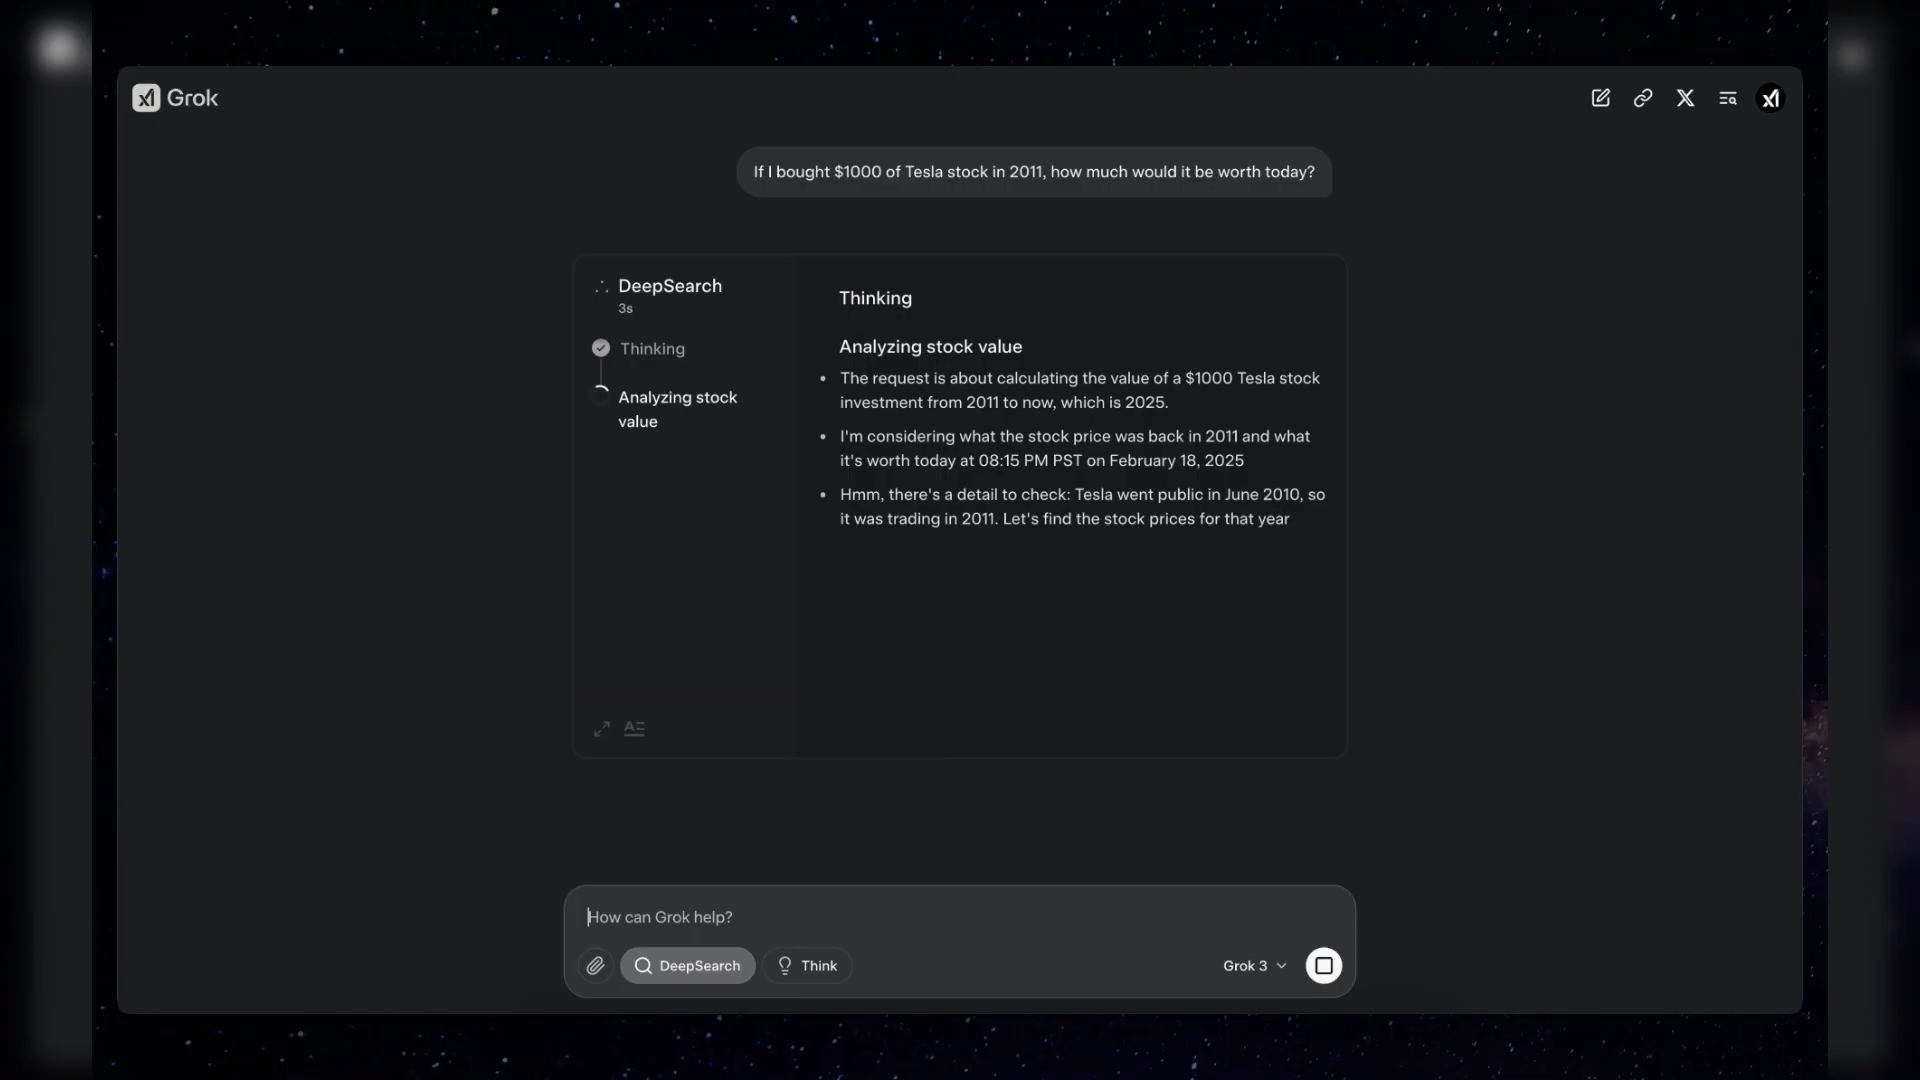 Grok
If I bought $1000 of Tesla stock in 2011, how much would it be worth today?
DeepSearch
3s
Thinking
Analyzing stock
value
Thinking
Analyzing stock value
• The request is about calculating the value of a $1000 Tesla stock
investment from 2011 to now, which is 2025.
• I'm considering what the stock price was back in 2011 and what
it's worth today at 08:15 PM PST on February 18, 2025
• Hmm, there's a detail to check: Tesla went public in June 2010, so
it was trading in 2011. Let's find the stock prices for that year
How can Grok help?
DeepSearch
Think
Grok 3